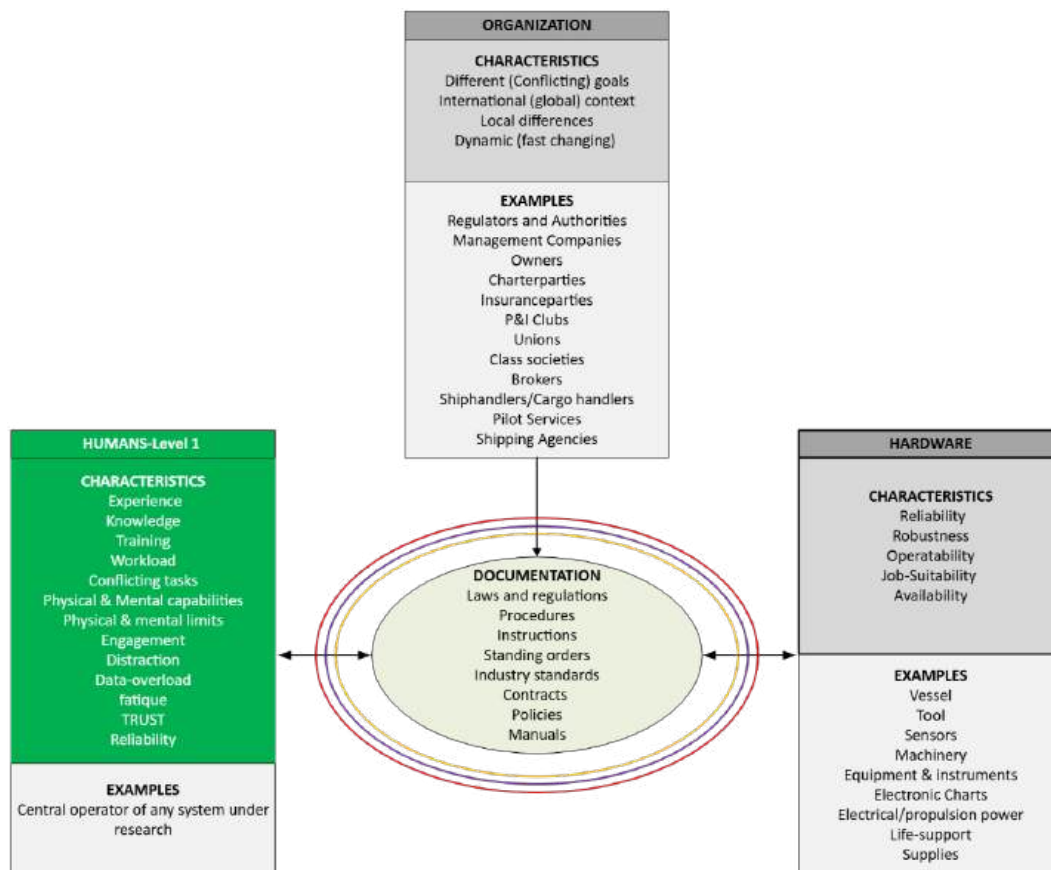 ORGANIZATION
CHARACTERISTICS
Different (Conflicting) goals
International (global) context
Local differences
Dynamic (fast changing)
EXAMPLES
Regulators and Authorities
Management Companies
Owners
Charterparties
Insuranceparties
P&I Clubs
Unions
Class societies
Brokers
Shiphandlers/Cargo handlers
Pilot Services
Shipping Agencies
HUMANS-Level 1
CHARACTERISTICS
Experience
Knowledge
Training
Workload
Conflicting tasks
Physical & Mental capabilities
Physical & mental limits
Engagement
Distraction
Data-overload
fatique
TRUST
Reliability
EXAMPLES
Central operator of any system under
research
DOCUMENTATION
Laws and regulations
Procedures
Instructions
Standing orders
Industry standards
Contracts
Policies
Manuals
HARDWARE
CHARACTERISTICS
Reliability
Robustness
Operatability
Job-Suitability
Availability
EXAMPLES
Vessel
Tool
Sensors
Machinery
Equipment & instruments
Electronic Charts
Electrical/propulsion power
Life-support
Supplies